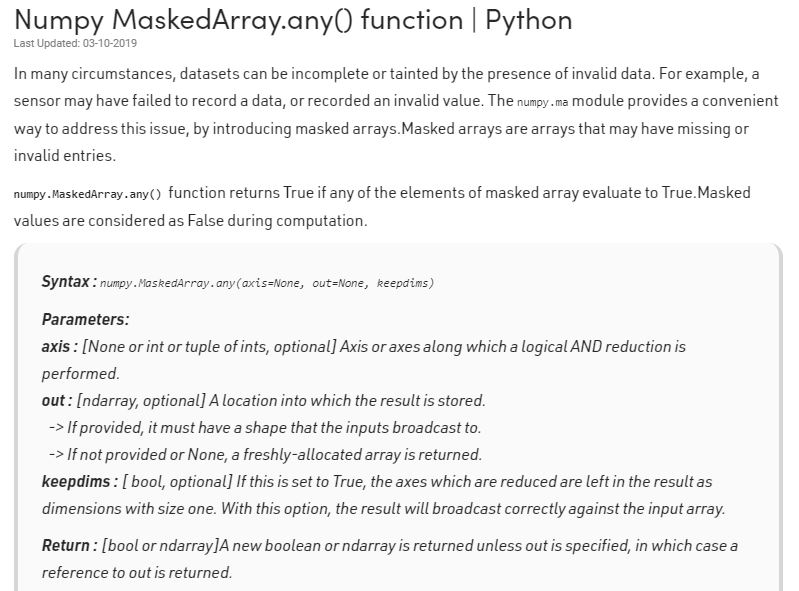 Numpy MaskedArray.any() function | Python
Last Updated: 03-10-2019
In many circumstances, datasets can be incomplete or tainted by the presence of invalid data. For example, a
sensor may have failed to record a data, or recorded an invalid value. The numpy.ma module provides a convenient
way to address this issue, by introducing masked arrays.Masked arrays are arrays that may have missing or
invalid entries.
numpy.MaskedArray.any() function returns True if any of the elements of masked array evaluate to True.Masked
values are considered as False during computation.
Syntax : numpy.MaskedArray.any(axis=None, out=None, keepdims)
Parameters:
axis : [None or int or tuple of ints, optional] Axis or axes along which a logical AND reduction is
performed.
out : [ndarray, optional] A location into which the result is stored.
-> If provided, it must have a shape that the inputs broadcast to.
-> If not provided or None, a freshly-allocated array is returned.
keepdims : [ bool, optional] If this is set to True, the axes which are reduced are left in the result as
dimensions with size one. With this option, the result will broadcast correctly against the input array.
Return : [bool or ndarray]A new boolean or ndarray is returned unless out is specified, in which case a
reference to out is returned.